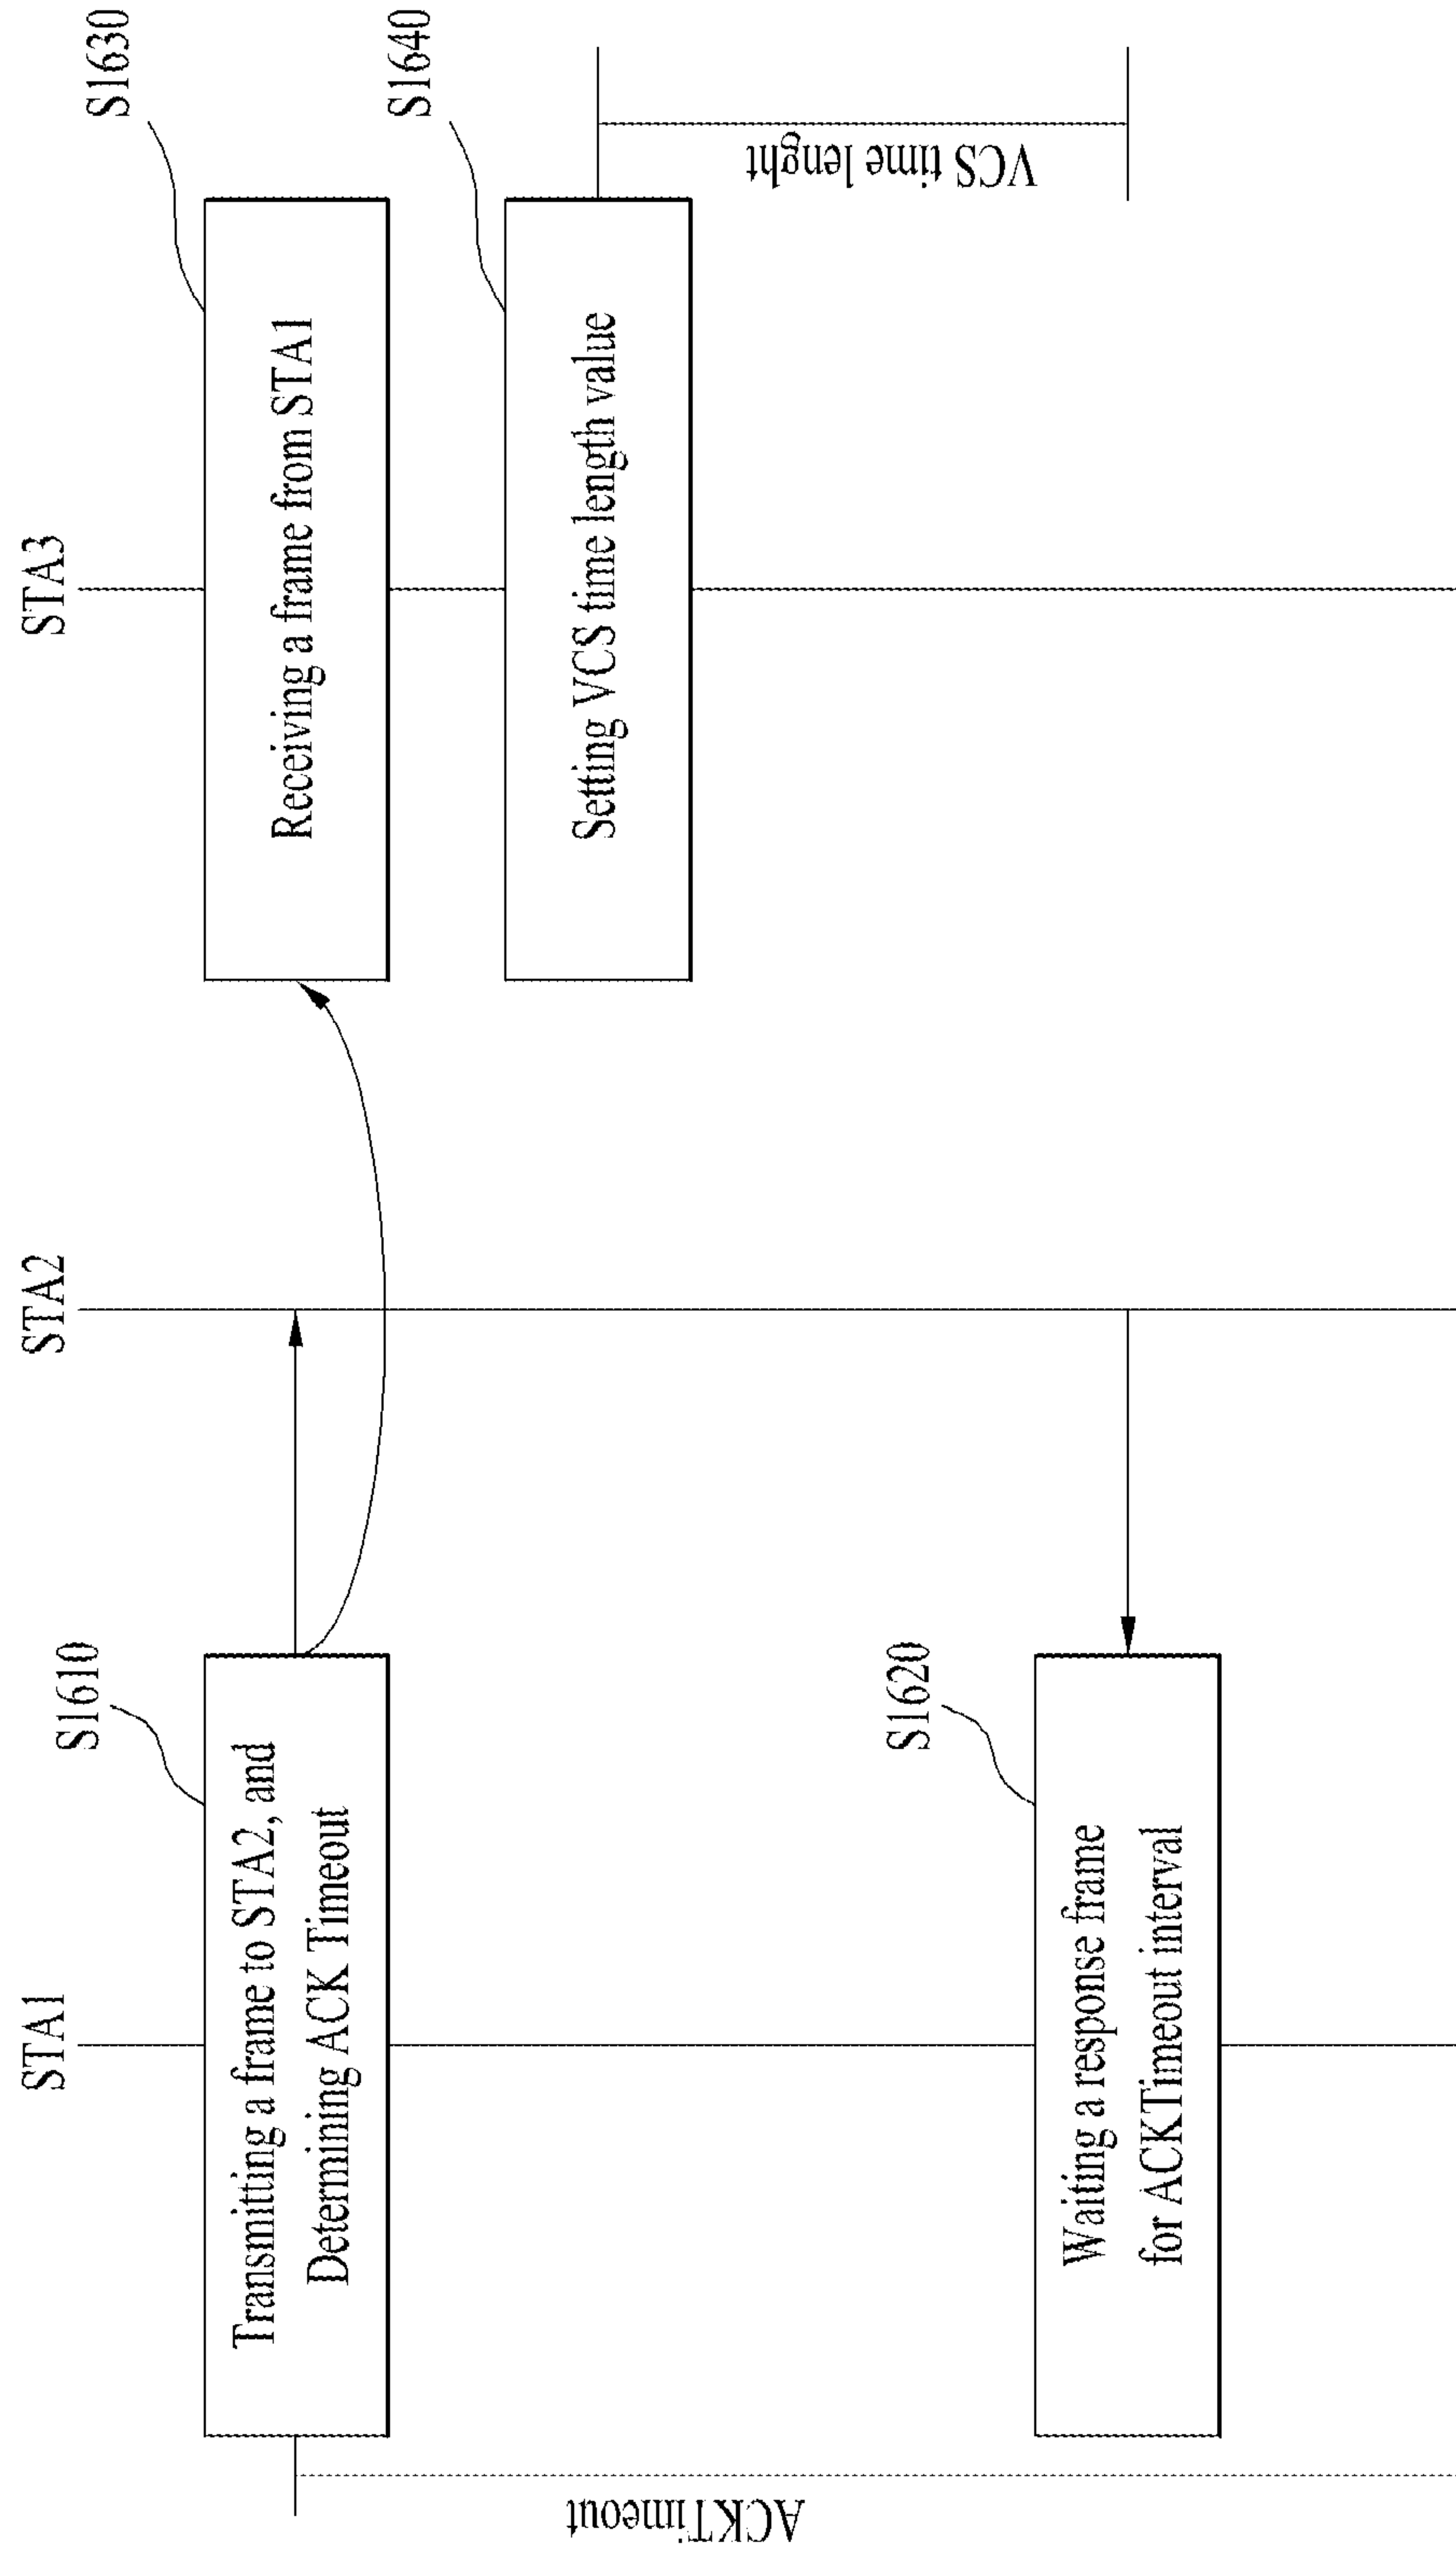 STA1
STA2
STA3
S1610
Transmitting a frame to STA2, and
Determining ACK Timeout
S1630
Receiving a frame from STA1
S1640
Setting VCS time length value
VCS time lenght
ACKTimeout
S1620
Waiting a response frame
for ACKTimeout interval